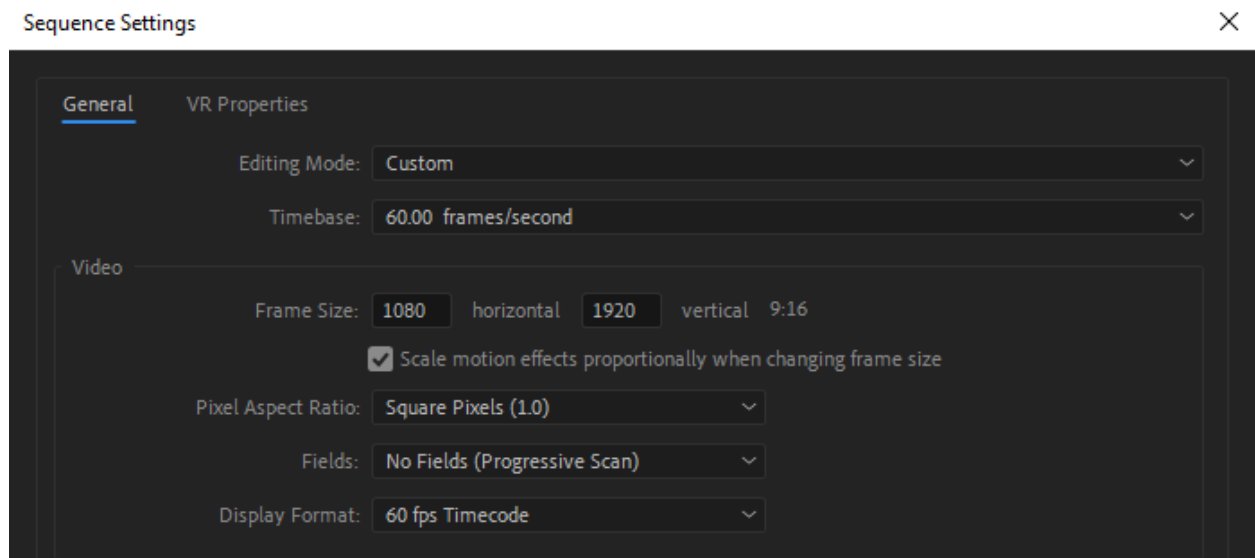 Sequence Settings
General VR Properties
Editing Mode: Custom
Timebase: 60.00 frames/second
Video
Frame Size: 1080 horizontal 1920 vertical 9:16
Scale motion effects proportionally when changing frame size
Pixel Aspect Ratio: Square Pixels (1.0)
Fields: No Fields (Progressive Scan)
Display Format: 60 fps Timecode